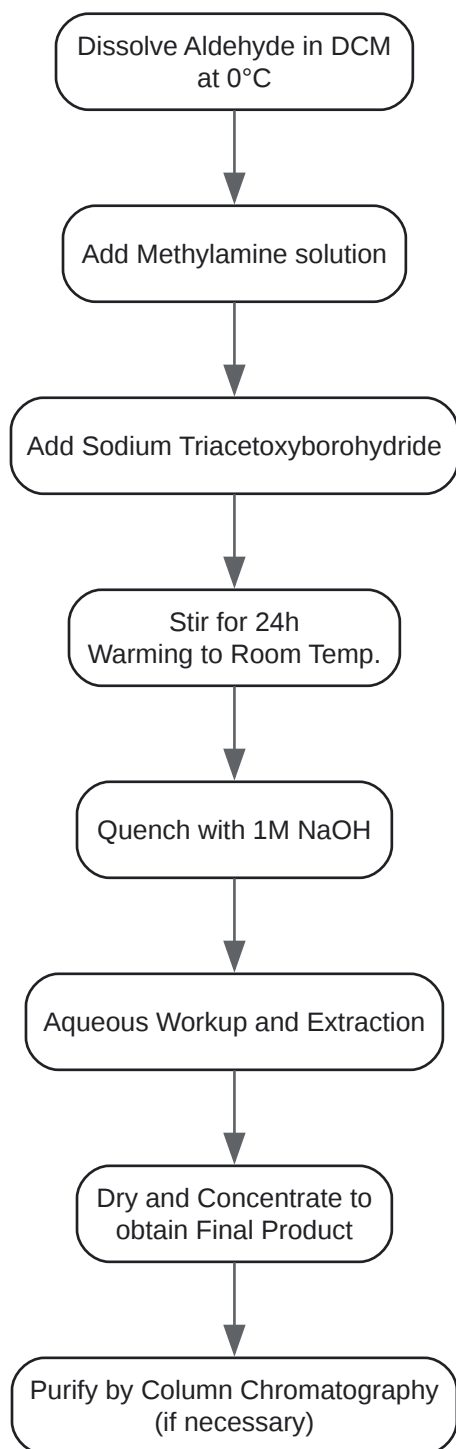 Dissolve Aldehyde in DCM
at 0°C
Add Methylamine solution
Add Sodium Triacetoxyborohydride
Stir for 24h
Warming to Room Temp.
Quench with 1M NaOH
Aqueous Workup and Extraction
Dry and Concentrate to
obtain Final Product
Purify by Column Chromatography
(if necessary)